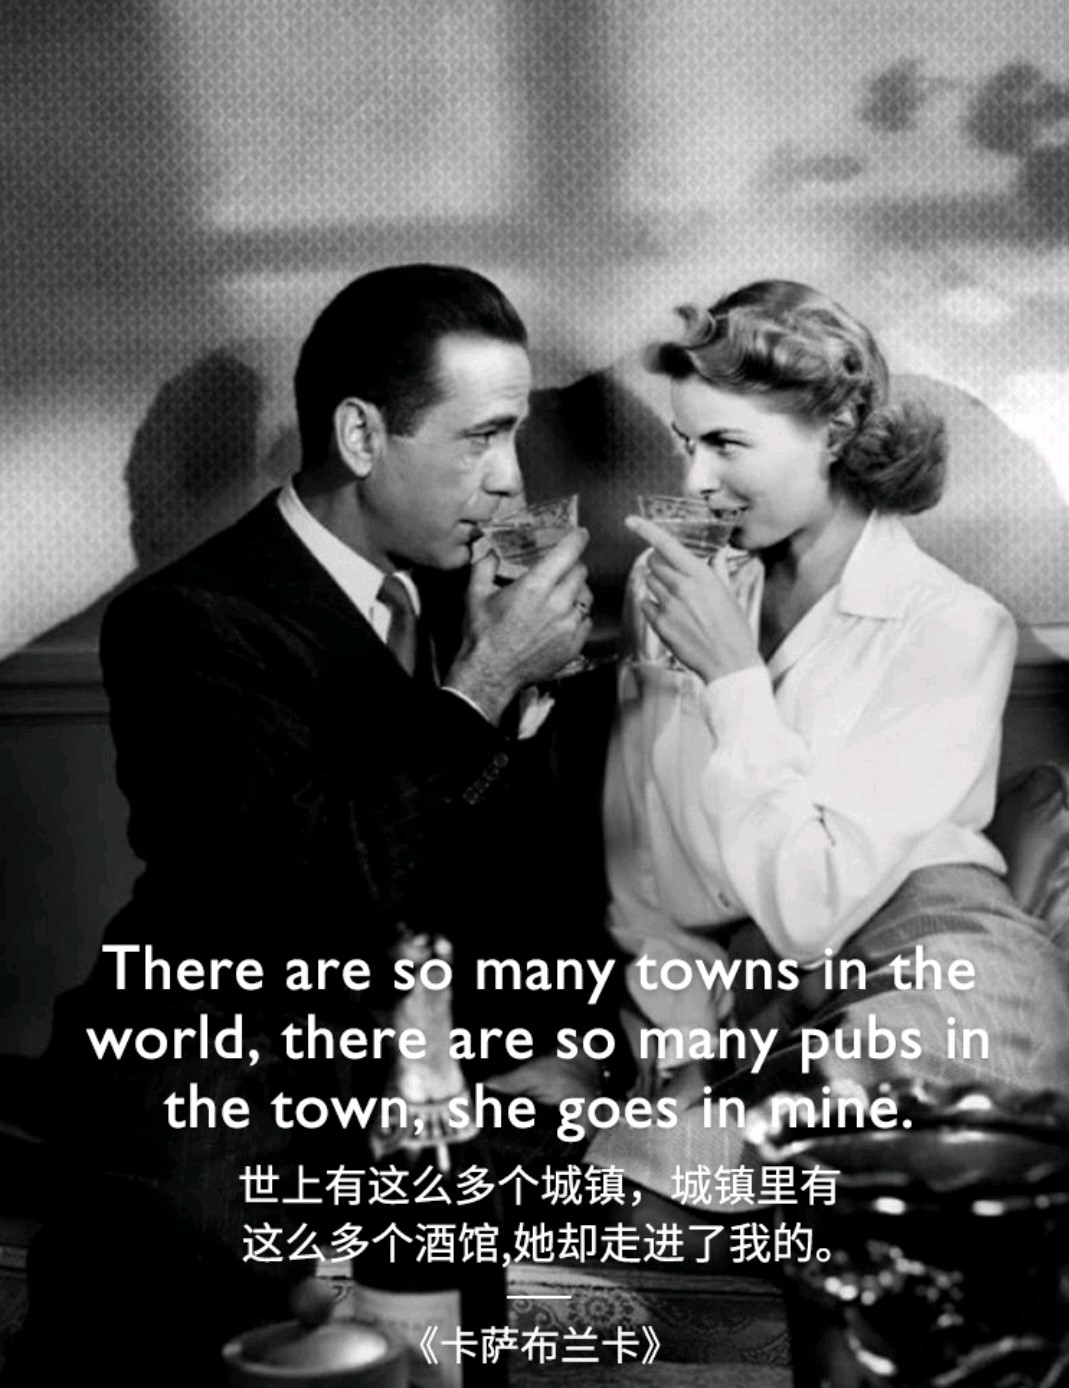 There are so many towns in the
world, there are so many pubs in
the town, she goes in mine.
世上有这么多个城镇，城镇里有
这么多个酒馆,她却走进了我的。
《卡萨布兰卡》